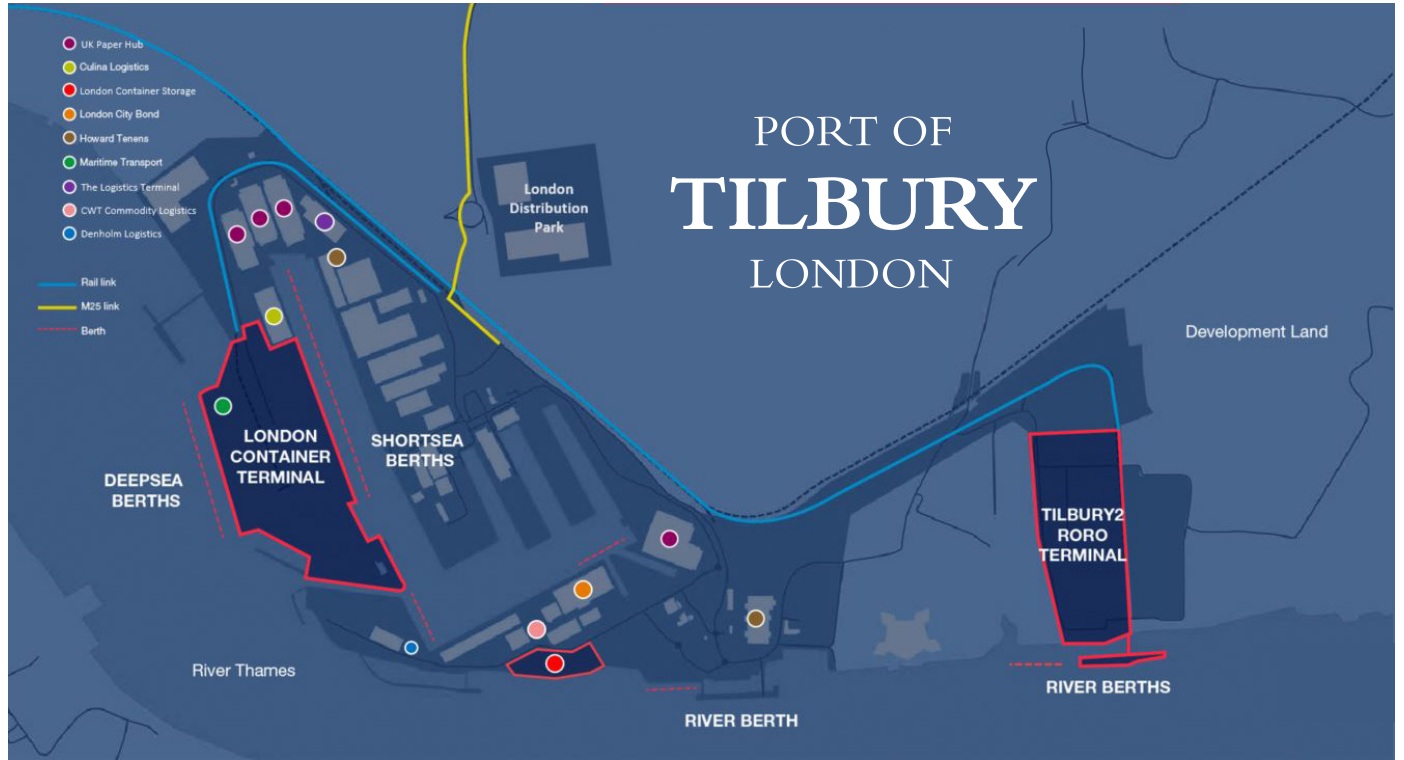 UK Paper Hub
Culina Logistics
London Container Storage
London City Bond
Howard Tenens
Maritime Transport
The Logistics Terminal
CWT Commodity Logistics
Denholm Logistics
Rail link
M25 link
Berth
PORT OF
TILBURY
LONDON
London
Distribution
Park
Development Land
LONDON
CONTAINER
TERMINAL
SHORTSEA
BERTHS
DEEPSEA
BERTHS
TILBURY2
RORO
TERMINAL
River Thames
RIVER BERTHS
RIVER BERTH